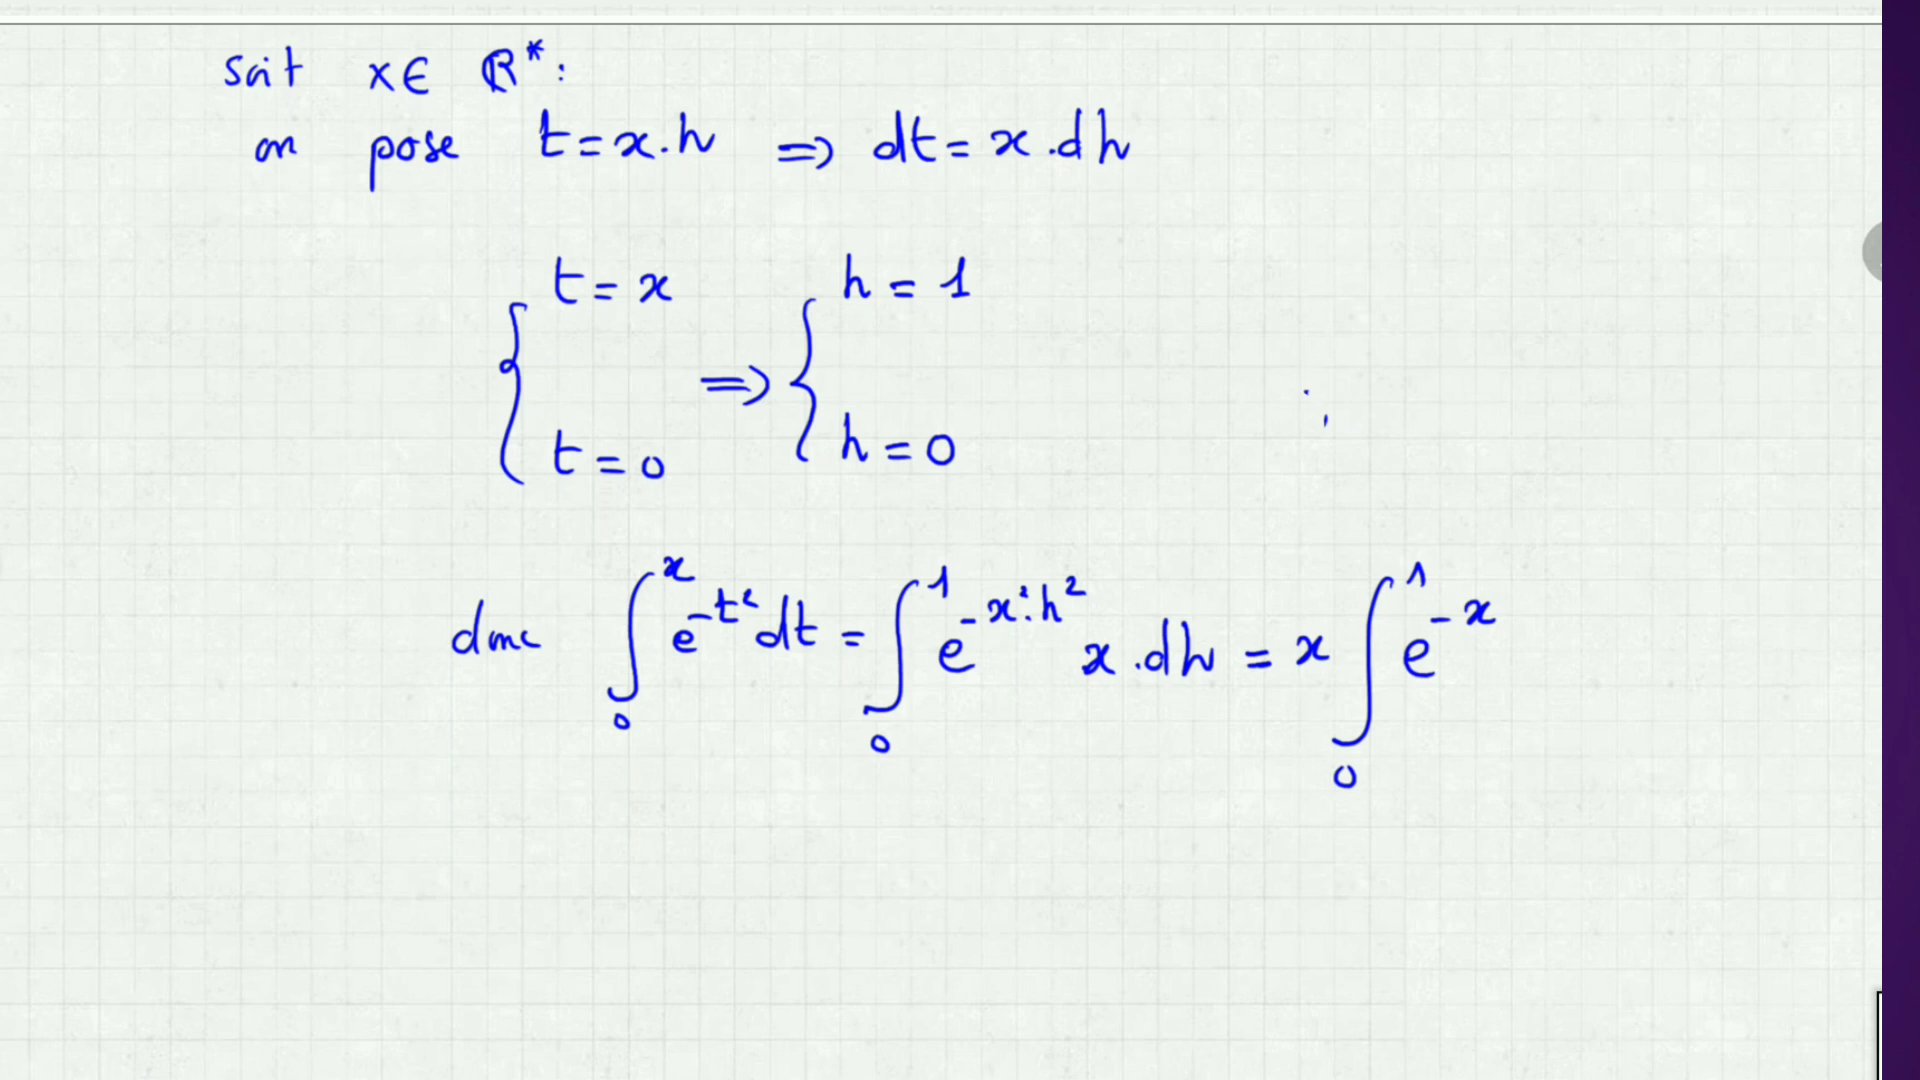 soit x ∈ ℝ* :
on pose t = x.h ⇒ dt = x.dh
{ t = x ⇒ { h = 1
t = 0 h = 0
donc ∫₀ˣ e^{-t²} dt = ∫₀¹ e^{-x².h²} x.dh = x ∫₀¹ e^{-x}